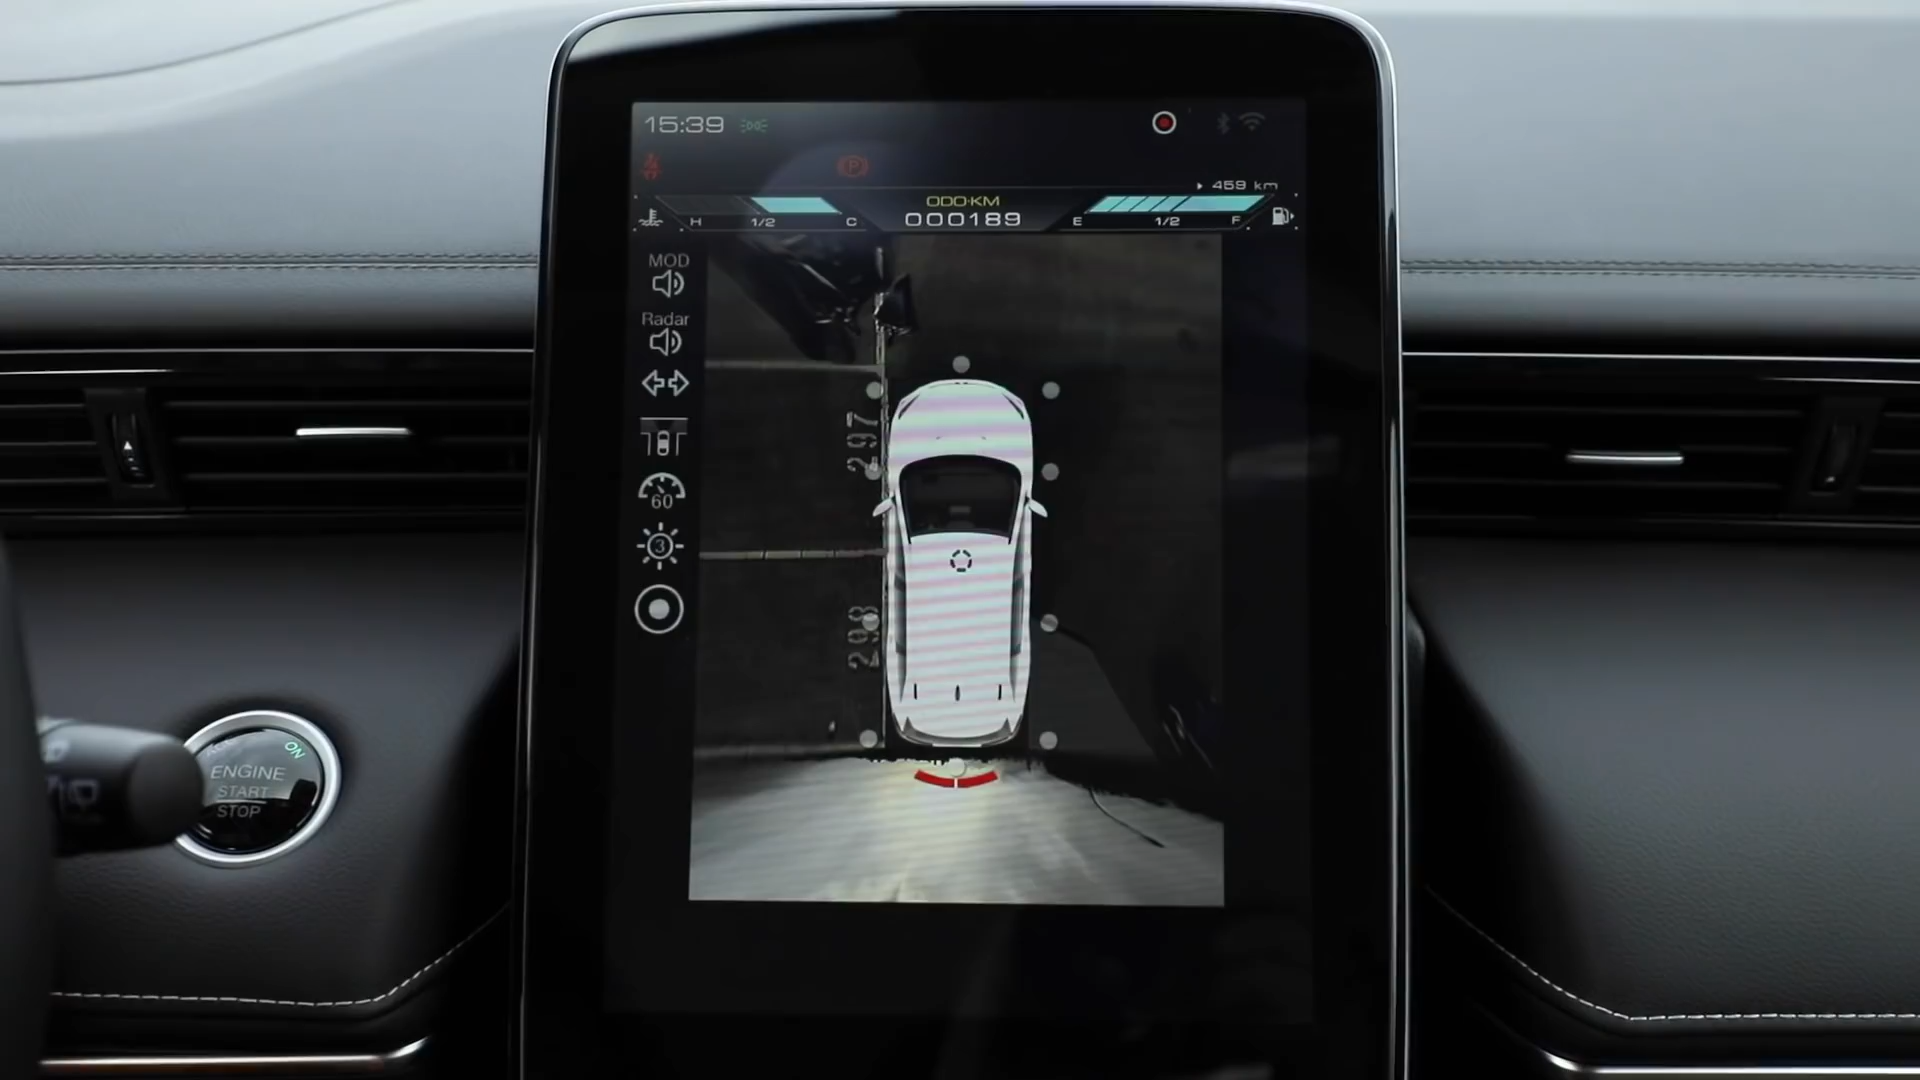 15:39
P
459 km
ODO·KM
H 1/2 C 000189 E 1/2 F
MOD
Radar
60
3
297
298
ON
ENGINE
START
STOP